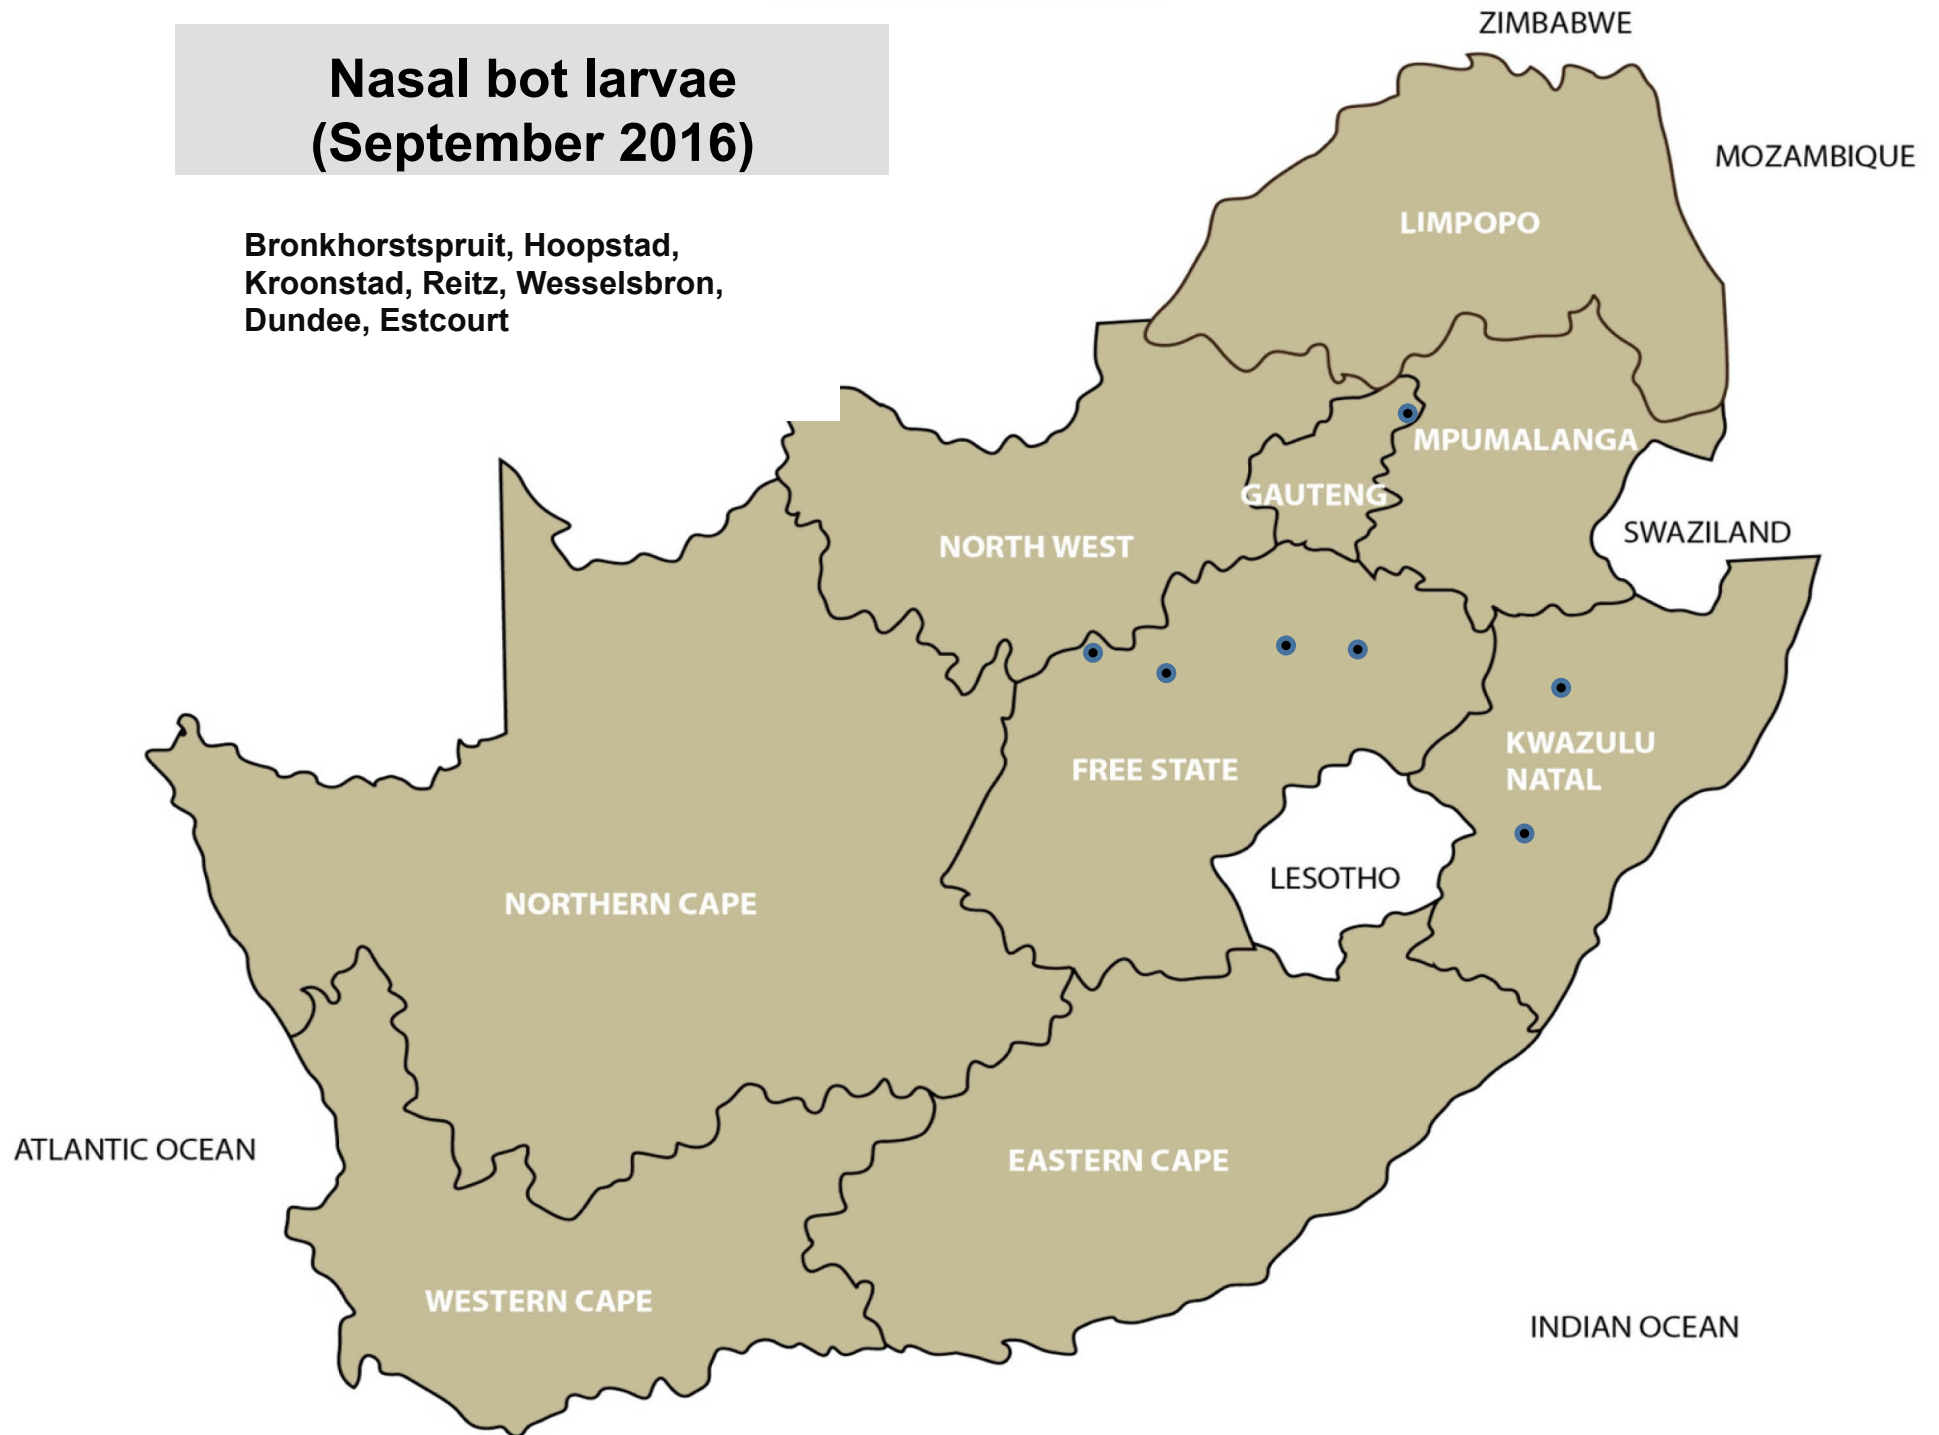 Nasal bot larvae
(September 2016)
Bronkhorstspruit, Hoopstad,
Kroonstad, Reitz, Wesselsbron,
Dundee, Estcourt
ZIMBABWE
MOZAMBIQUE
LIMPOPO
MPUMALANGA
GAUTENG
SWAZILAND
NORTH WEST
KWAZULU
NATAL
FREE STATE
LESOTHO
NORTHERN CAPE
ATLANTIC OCEAN
EASTERN CAPE
WESTERN CAPE
INDIAN OCEAN